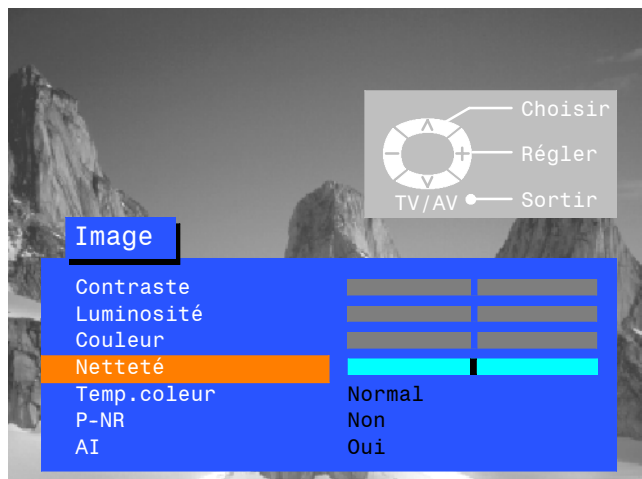 Choisir
Régler
TV/AV Sortir
Image
Contraste
Luminosité
Couleur
Netteté
Temp.coleur Normal
P-NR Non
AI Oui